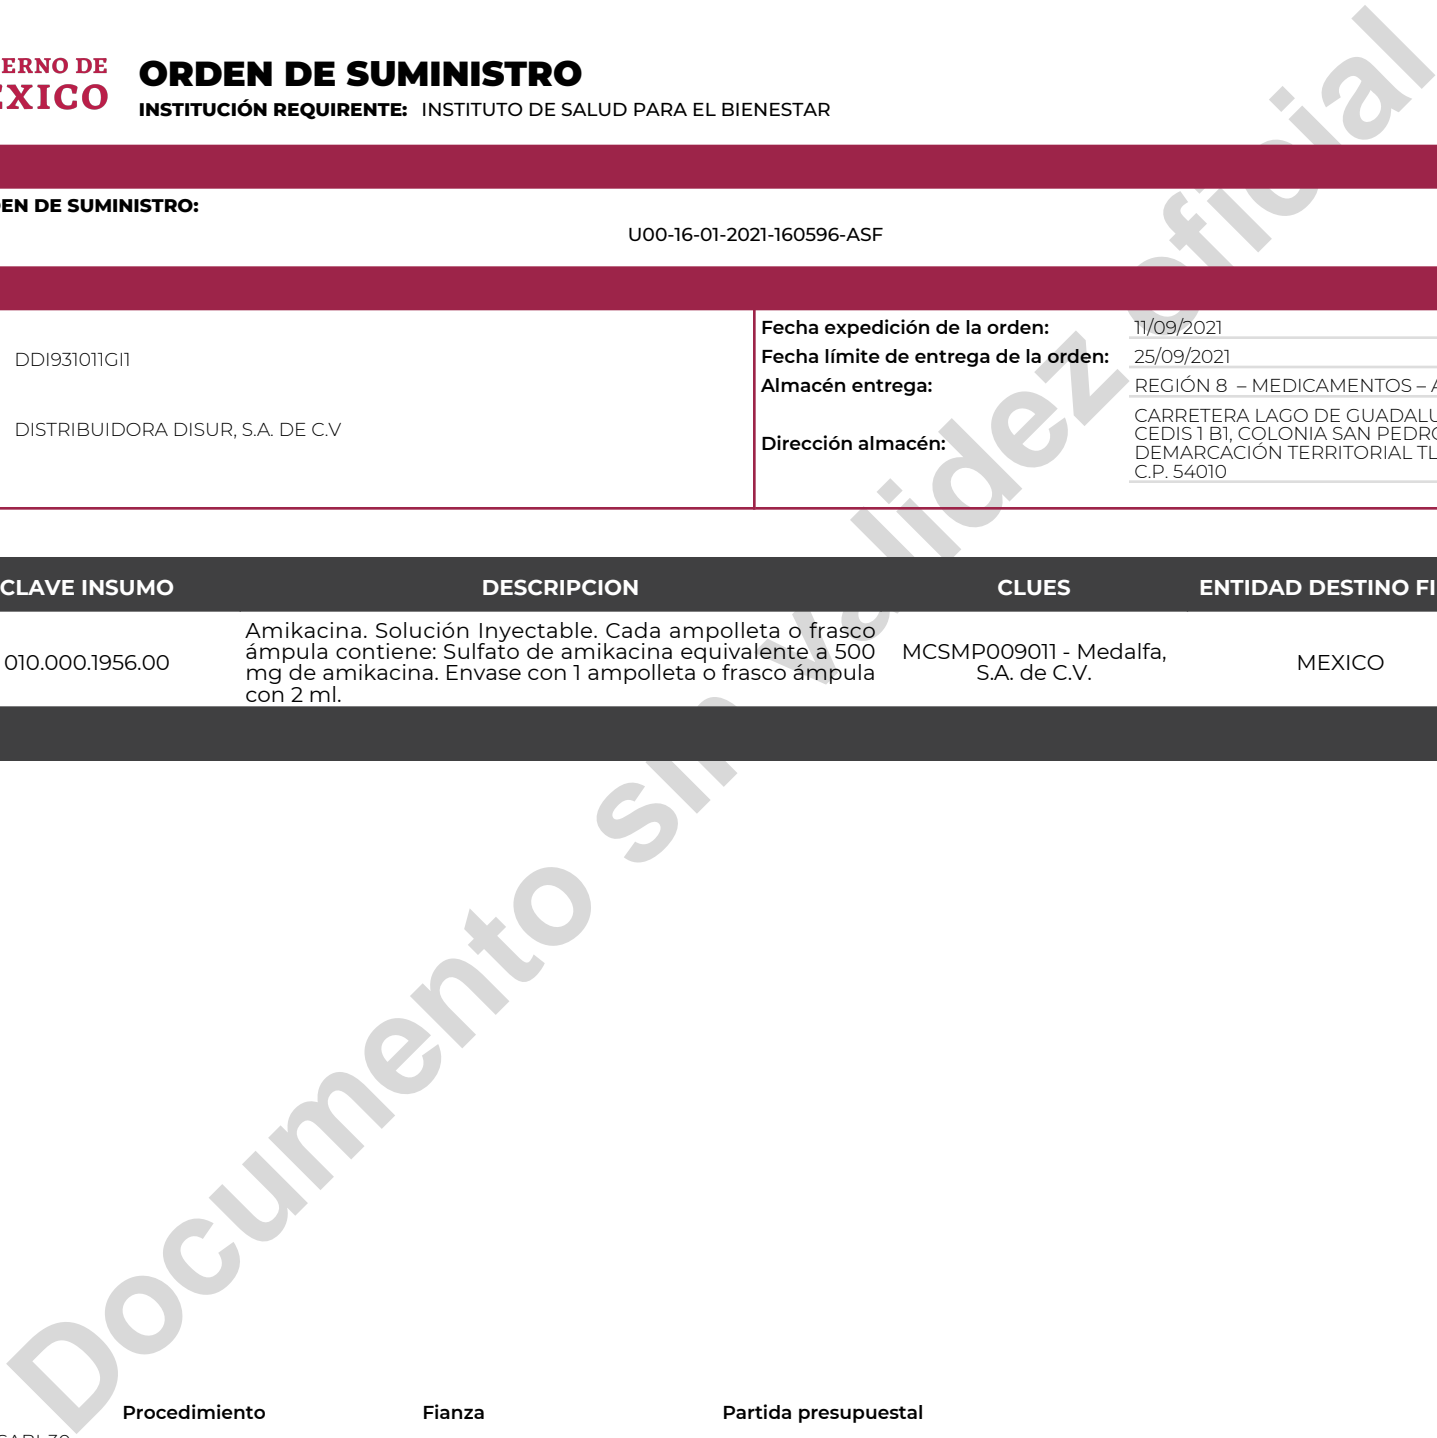 ERNO DE
EXICO
ORDEN DE SUMINISTRO
INSTITUCIÓN REQUIRENTE: INSTITUTO DE SALUD PARA EL BIENESTAR
EN DE SUMINISTRO:
U00-16-01-2021-160596-ASF
DDI931011GI1
DISTRIBUIDORA DISUR, S.A. DE C.V
Fecha expedición de la orden: 11/09/2021
Fecha límite de entrega de la orden: 25/09/2021
Almacén entrega: REGIÓN 8 – MEDICAMENTOS – A
Dirección almacén:
CARRETERA LAGO DE GUADALU
CEDIS 1 B1, COLONIA SAN PEDRO
DEMARCACIÓN TERRITORIAL TL
C.P. 54010
CLAVE INSUMO DESCRIPCION CLUES ENTIDAD DESTINO FI
010.000.1956.00
Amikacina. Solución Inyectable. Cada ampolleta o frasco
ámpula contiene: Sulfato de amikacina equivalente a 500
mg de amikacina. Envase con 1 ampolleta o frasco ámpula
con 2 ml.
MCSMP009011 - Medalfa,
S.A. de C.V.
MEXICO
Documento sin validez oficial
Procedimiento Fianza Partida presupuestal